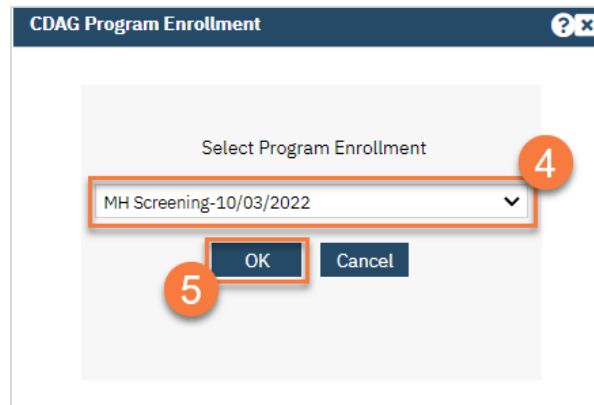 CDAG Program Enrollment ?
Select Program Enrollment
4
MH Screening-10/03/2022
OK Cancel
5